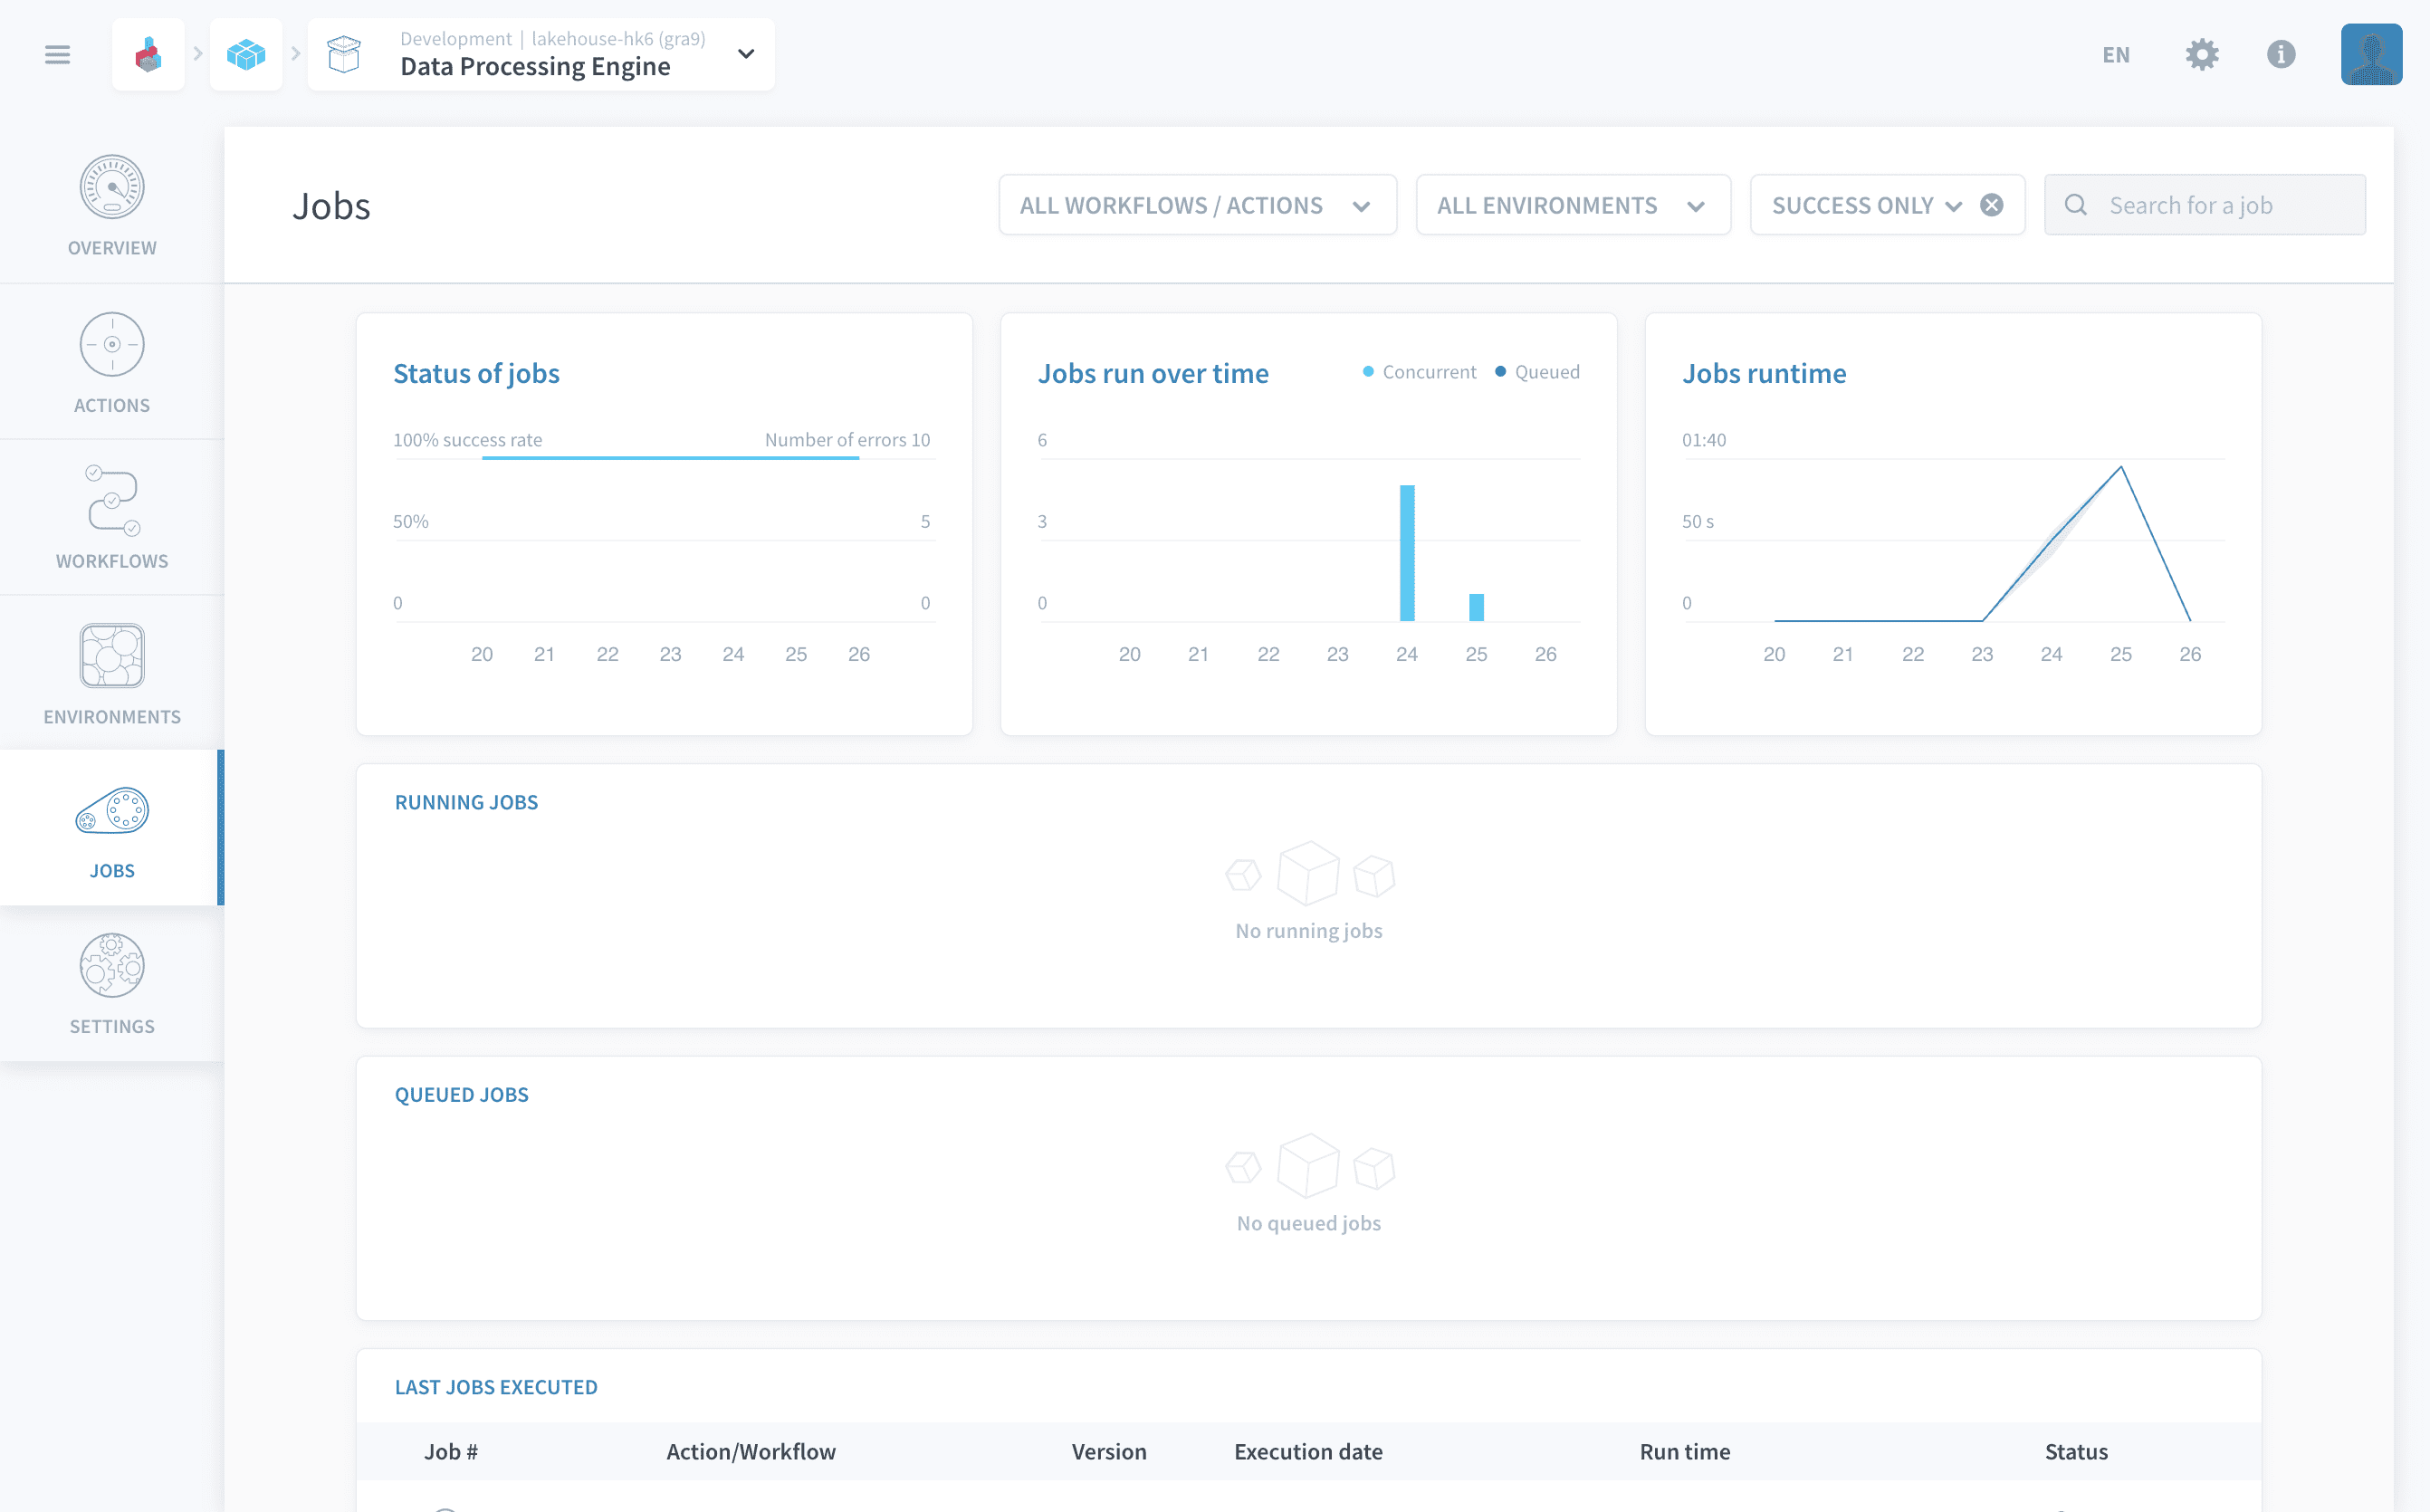 Development | lakehouse-hk6 (gra9)
Data Processing Engine
EN
OVERVIEW
ACTIONS
WORKFLOWS
ENVIRONMENTS
JOBS
SETTINGS
Jobs
ALL WORKFLOWS / ACTIONS
ALL ENVIRONMENTS
SUCCESS ONLY
Search for a job
Status of jobs
100% success rate
Number of errors 10
50%
5
0
0
20 21 22 23 24 25 26
Jobs run over time
Concurrent
Queued
6
3
0
20 21 22 23 24 25 26
Jobs runtime
01:40
50 s
0
20 21 22 23 24 25 26
RUNNING JOBS
No running jobs
QUEUED JOBS
No queued jobs
LAST JOBS EXECUTED
Job # Action/Workflow Version Execution date Run time Status